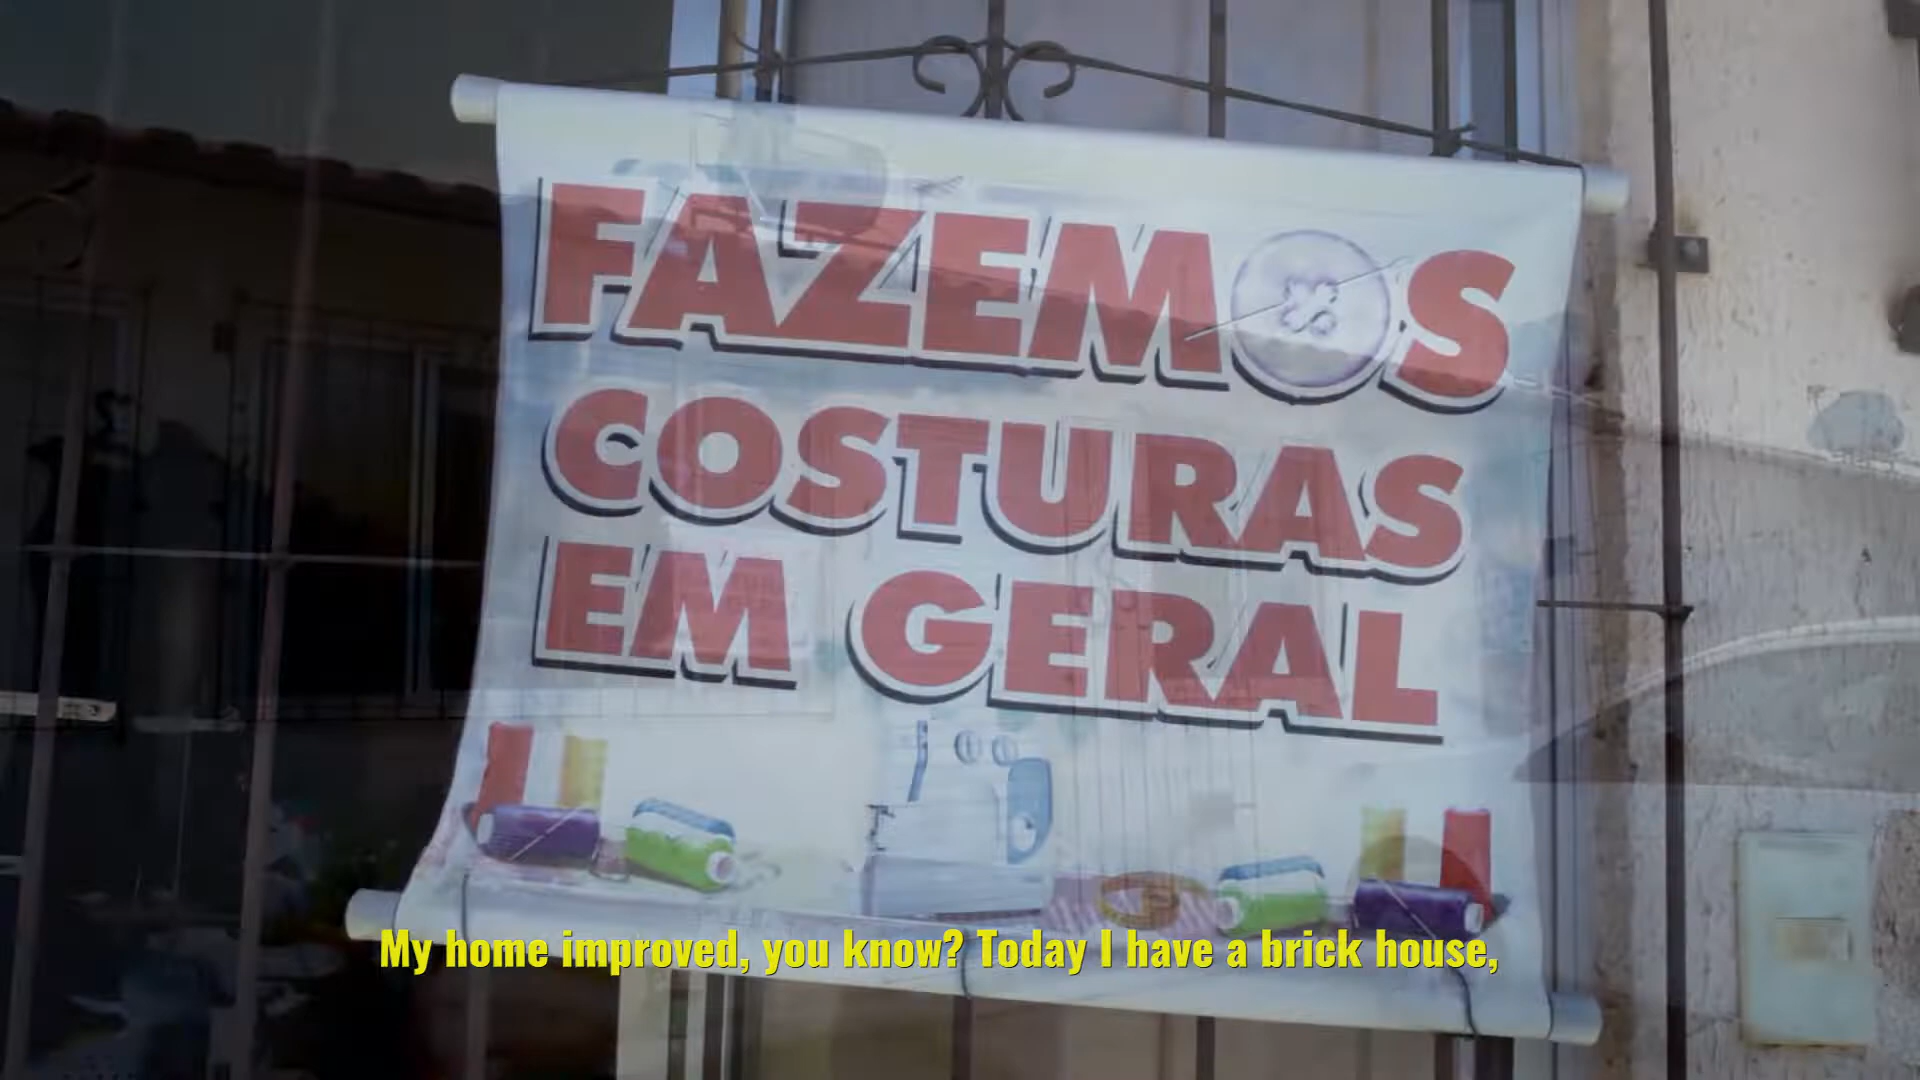 FAZEMOS
COSTURAS
EM GERAL
My home improved, you know? Today I have a brick house,